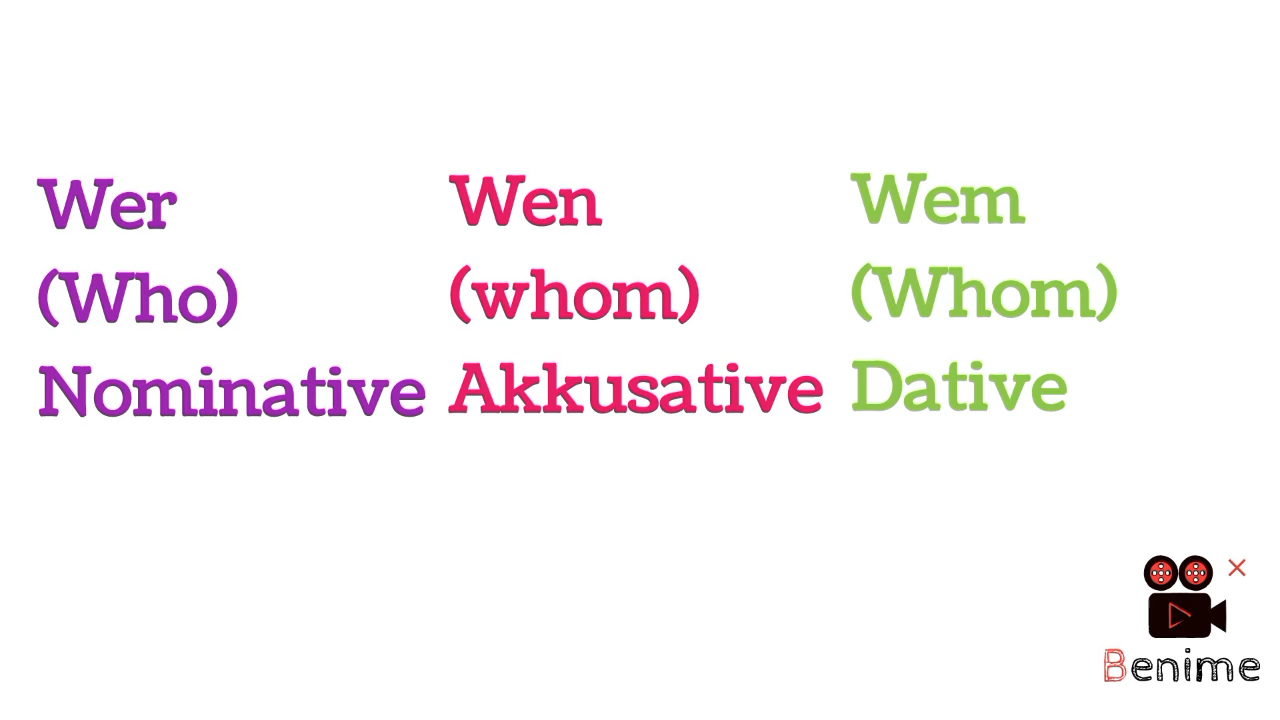 Wer
(Who)
Nominative
Wen
(whom)
Akkusative
Wem
(Whom)
Dative
Benime